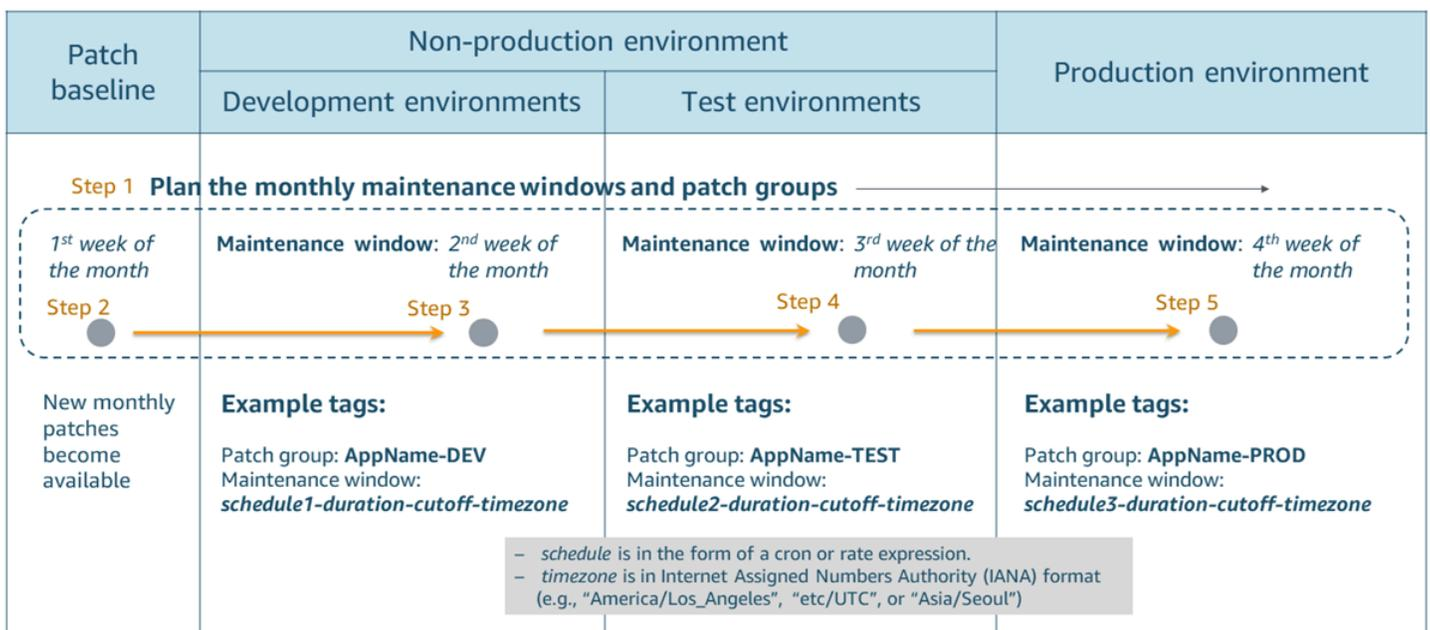 Patch
baseline
Non-production environment
Development environments
Test environments
Production environment
Step 1 Plan the monthly maintenance windows and patch groups
1st week of
the month
Step 2
Maintenance window: 2nd week of
the month
Step 3
Maintenance window: 3rd week of the
month
Step 4
Maintenance window: 4th week of
the month
Step 5
New monthly
patches
become
available
Example tags:
Patch group: AppName-DEV
Maintenance window:
schedule1-duration-cutoff-timezone
Example tags:
Patch group: AppName-TEST
Maintenance window:
schedule2-duration-cutoff-timezone
Example tags:
Patch group: AppName-PROD
Maintenance window:
schedule3-duration-cutoff-timezone
– schedule is in the form of a cron or rate expression.
– timezone is in Internet Assigned Numbers Authority (IANA) format
(e.g., “America/Los_Angeles”, “etc/UTC”, or “Asia/Seoul”)